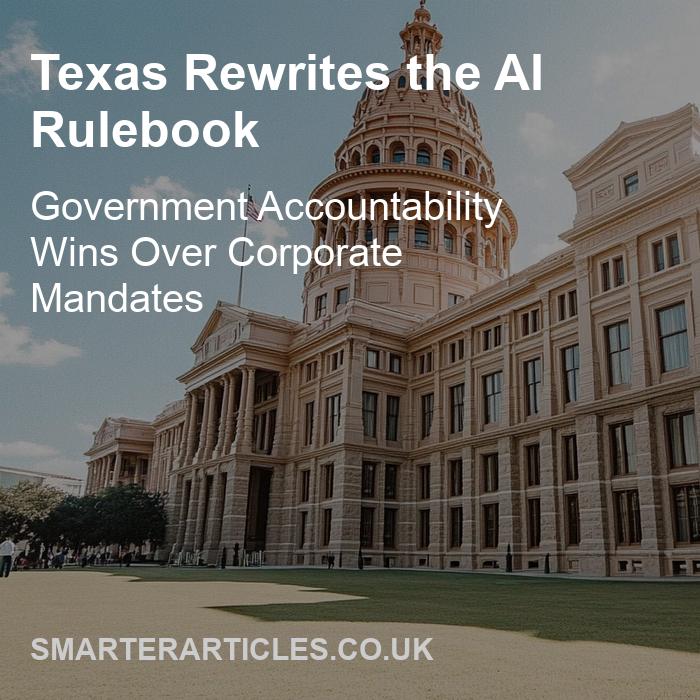 Texas Rewrites the AI
Rulebook
Government Accountability
Wins Over Corporate
Mandates
SMARTERARTICLES.CO.UK